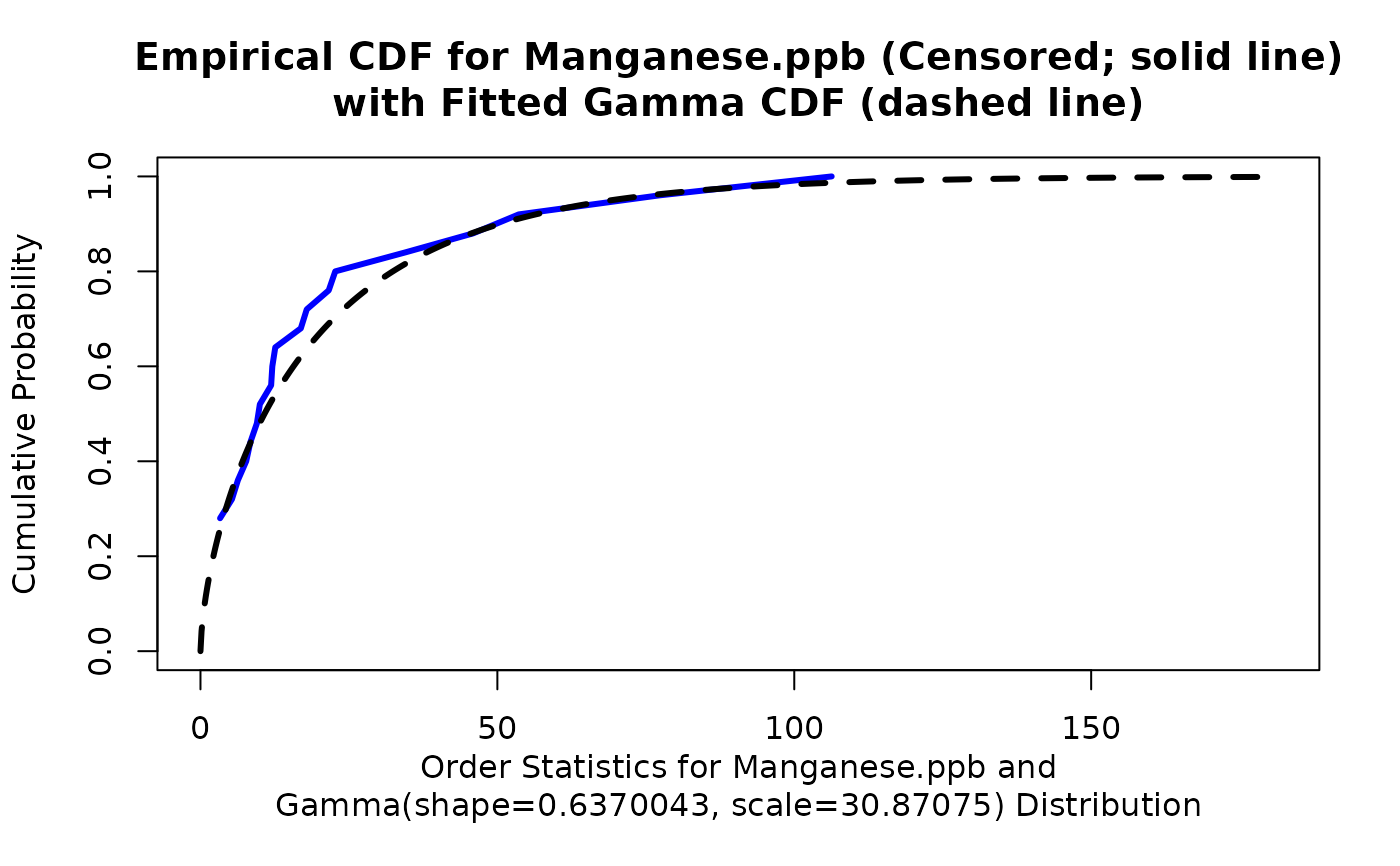 Empirical CDF for Manganese.ppb (Censored; solid line)
with Fitted Gamma CDF (dashed line)
Cumulative Probability
1.0
0.8
0.6
0.4
0.2
0.0
0 50 100 150
Order Statistics for Manganese.ppb and
Gamma(shape=0.6370043, scale=30.87075) Distribution